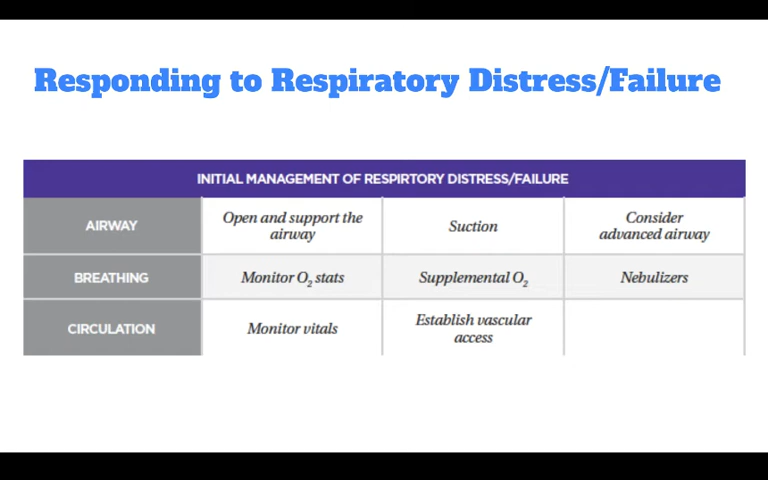 Responding to Respiratory Distress/Failure
INITIAL MANAGEMENT OF RESPIRTORY DISTRESS/FAILURE
AIRWAY
Open and support the
airway
Suction
Consider
advanced airway
BREATHING
Monitor O₂ stats
Supplemental O₂
Nebulizers
CIRCULATION
Monitor vitals
Establish vascular
access